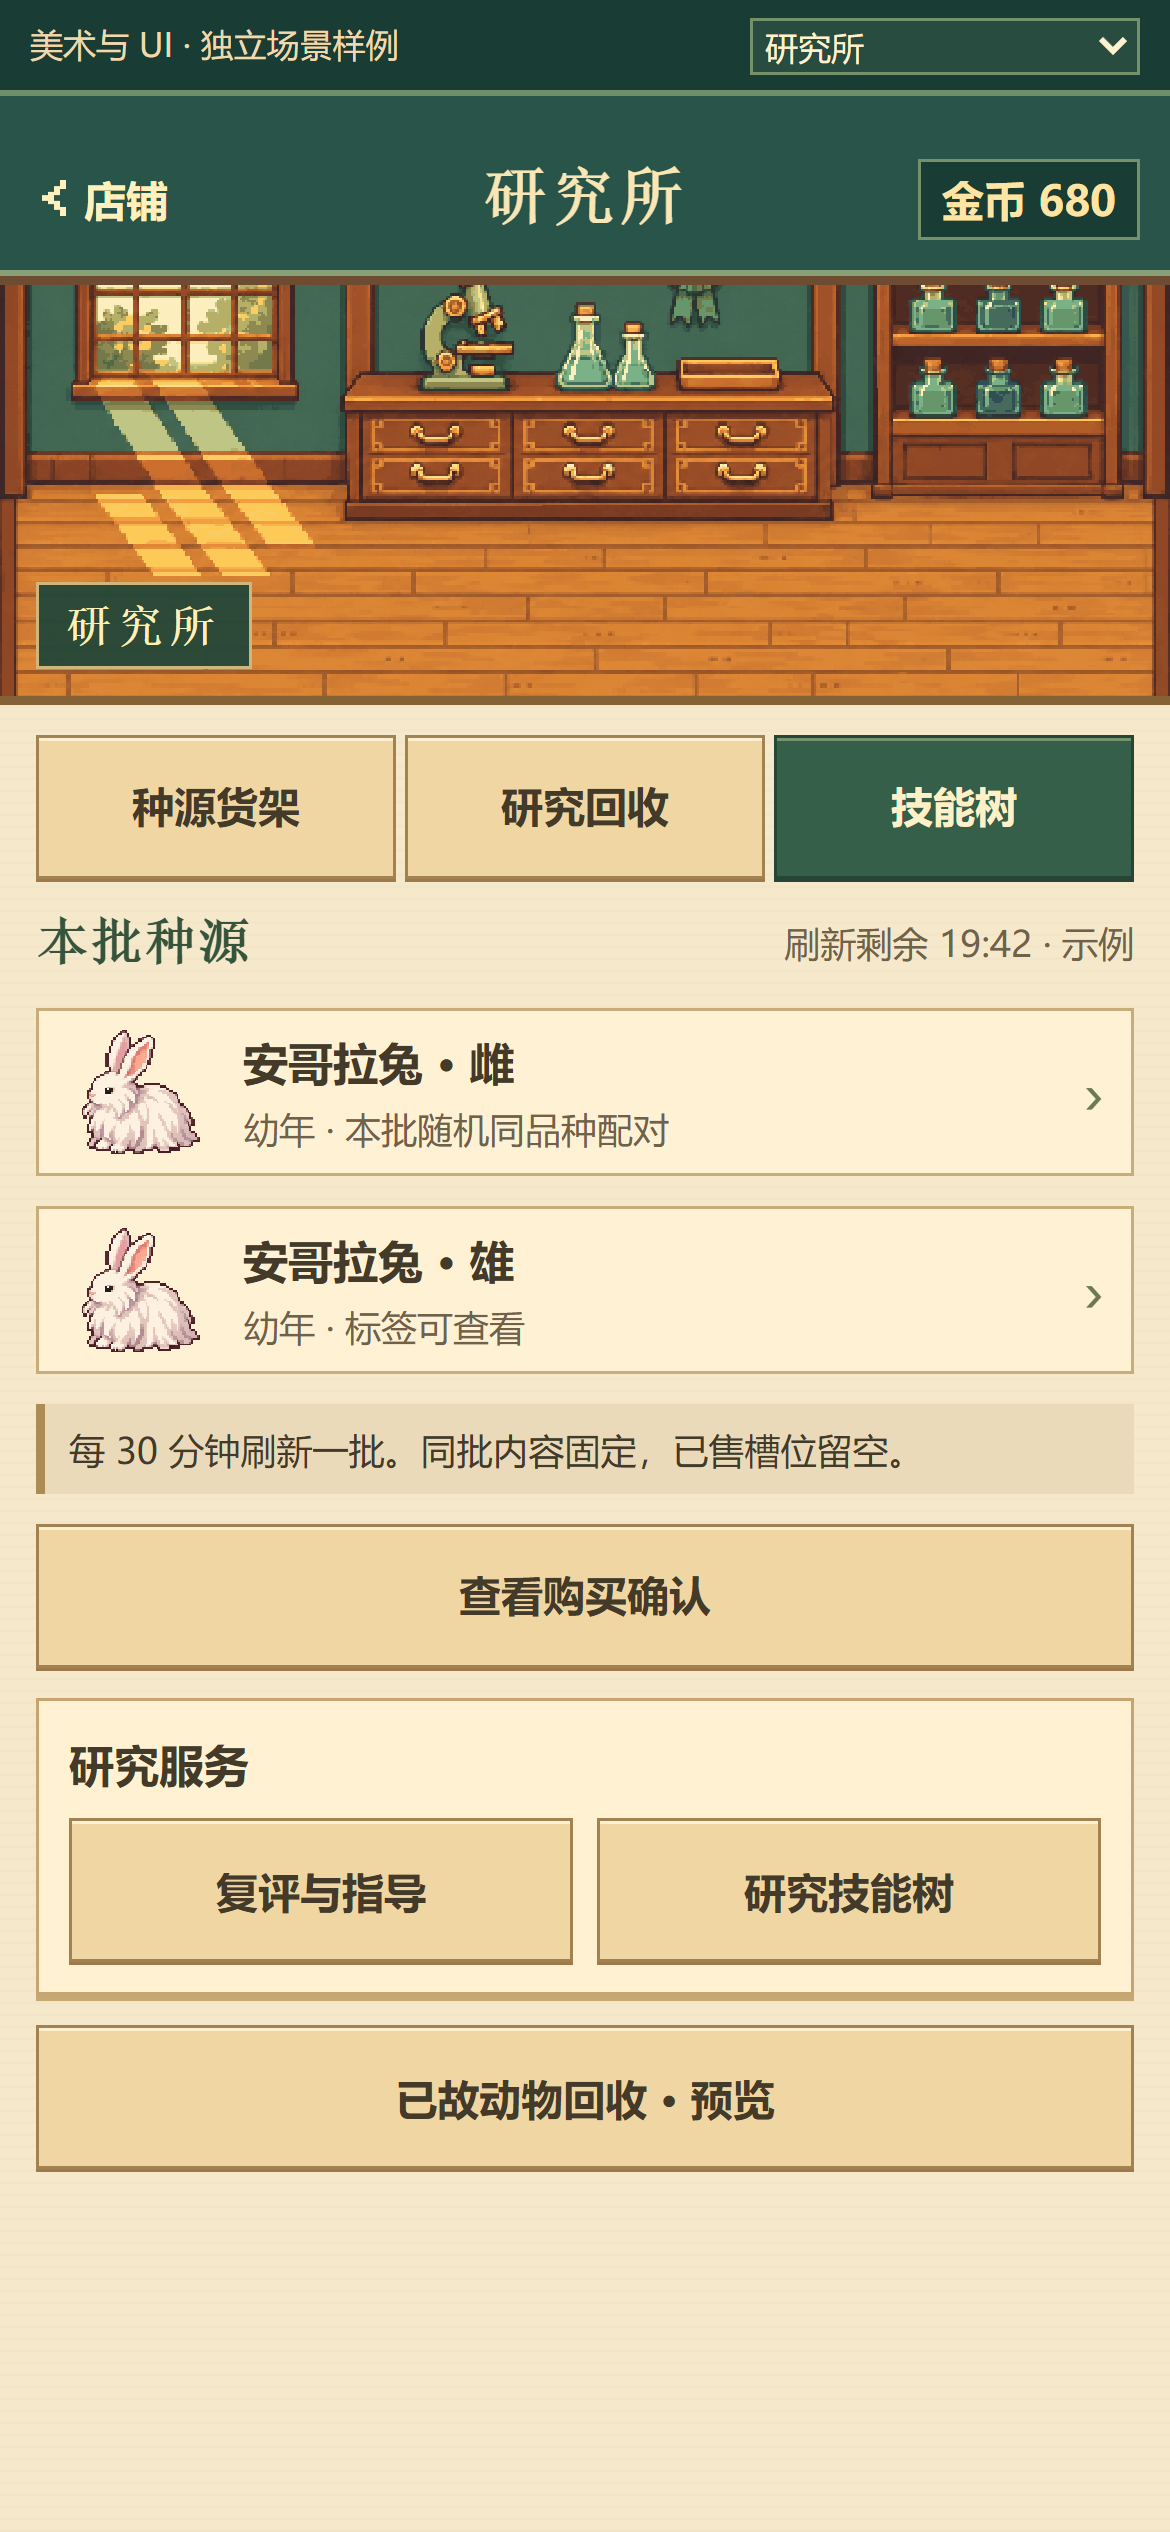 美术与 UI · 独立场景样例
研究所
店铺
研究所
金币 680
研究所
种源货架
研究回收
技能树
本批种源
刷新剩余 19:42 · 示例
安哥拉兔 • 雌
幼年 · 本批随机同品种配对
安哥拉兔 • 雄
幼年 · 标签可查看
每 30 分钟刷新一批。同批内容固定，已售槽位留空。
查看购买确认
研究服务
复评与指导
研究技能树
已故动物回收 • 预览